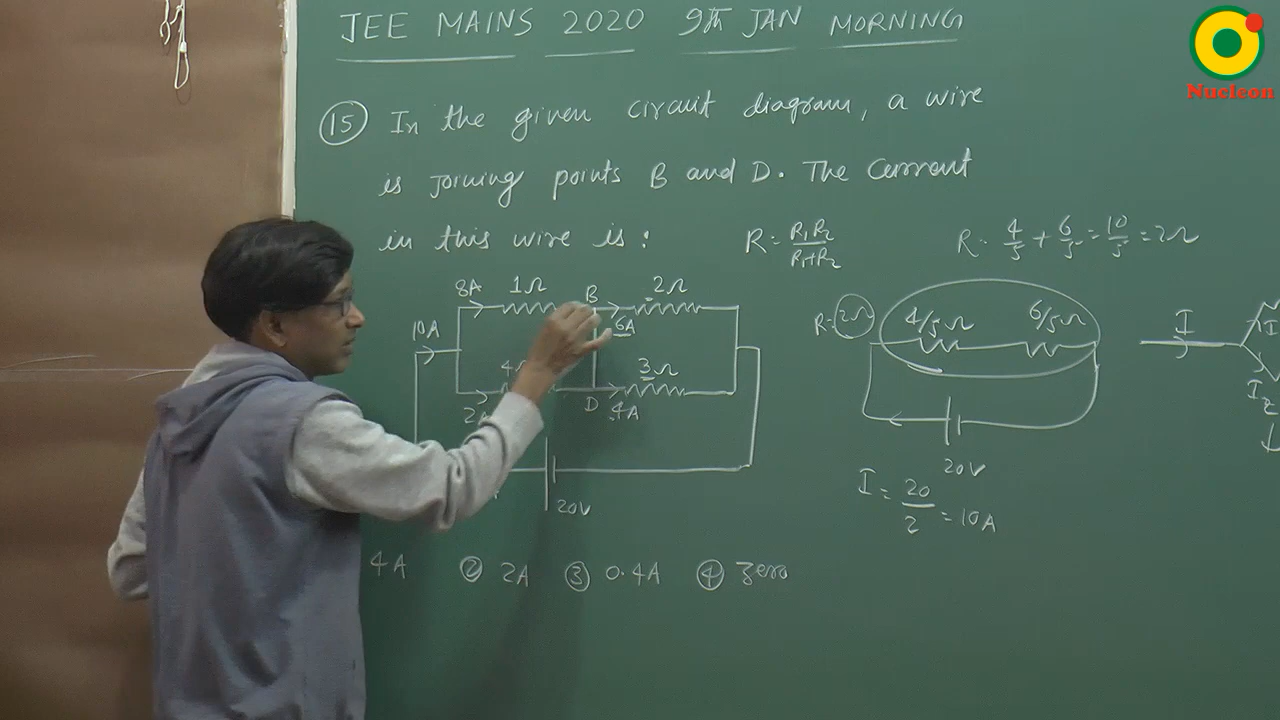 JEE MAINS 2020 9th JAN MORNING
Nucleon
(15) In the given circuit diagram, a wire
is joining points B and D. The current
in this wire is:
R = R₁R₂/R₁+R₂
R = 4/5 + 6/5 = 10/5 = 2Ω
8A 1Ω B 2Ω
10A 6A
4Ω 3Ω
2A D 4A
20V
R = 2Ω 4/5Ω 6/5Ω
20V
I = 20/2 = 10A
I
I₂
4A (2) 2A (3) 0.4A (4) zero